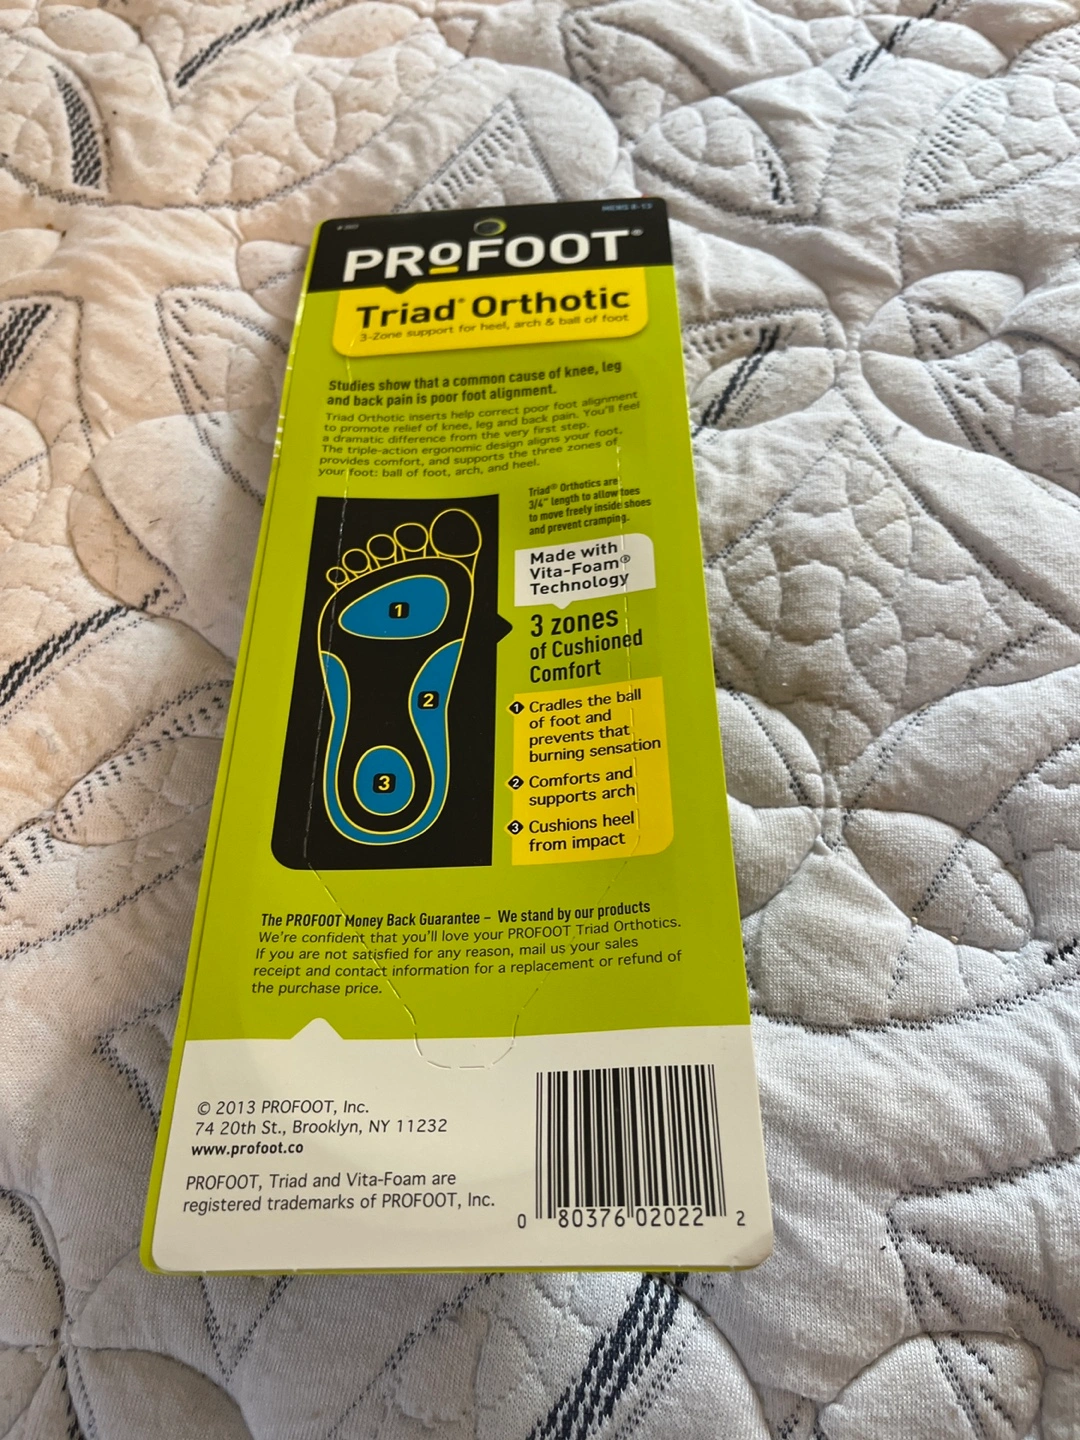 MENS 8-13
PROFOOT®
Triad® Orthotic
3-Zone support for heel, arch & ball of foot
Studies show that a common cause of knee, leg
and back pain is poor foot alignment.
Triad Orthotic inserts help correct poor foot alignment
to promote relief of knee, leg and back pain. You'll feel
a dramatic difference from the very first step.
The triple-action ergonomic design aligns your foot,
provides comfort, and supports the three zones of
your foot: ball of foot, arch, and heel.
Triad® Orthotics are
3/4" length to allow toes
to move freely inside shoes
and prevent cramping.
Made with
Vita-Foam®
Technology
3 zones
of Cushioned
Comfort
1
2
3
1 Cradles the ball
of foot and
prevents that
burning sensation
2 Comforts and
supports arch
3 Cushions heel
from impact
The PROFOOT Money Back Guarantee – We stand by our products
We're confident that you'll love your PROFOOT Triad Orthotics.
If you are not satisfied for any reason, mail us your sales
receipt and contact information for a replacement or refund of
the purchase price.
© 2013 PROFOOT, Inc.
74 20th St., Brooklyn, NY 11232
www.profoot.co
PROFOOT, Triad and Vita-Foam are
registered trademarks of PROFOOT, Inc.
0 80376 02022 2